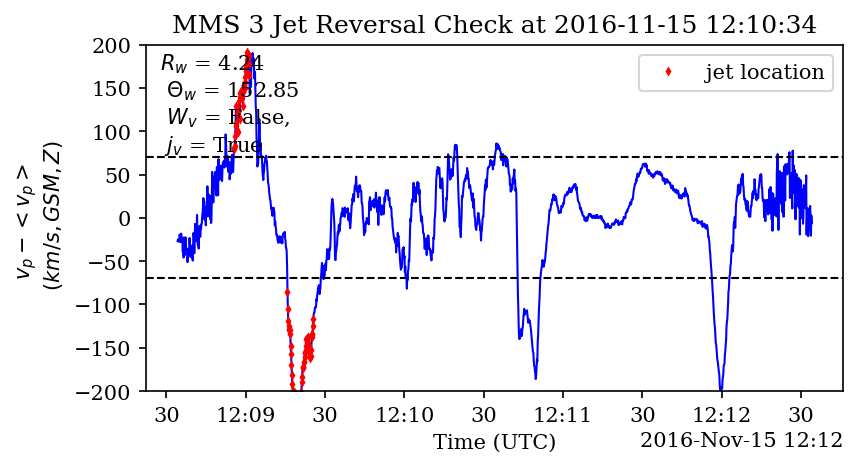 MMS 3 Jet Reversal Check at 2016-11-15 12:10:34
200
150
100
50
0
−50
−100
−150
−200
v_p − < v_p >
(km/s, GSM, Z)
R_w = 4.24
Θ_w = 152.85
W_v = False,
j_v = True
jet location
30 12:09 30 12:10 30 12:11 30 12:12 30
Time (UTC)
2016-Nov-15 12:12